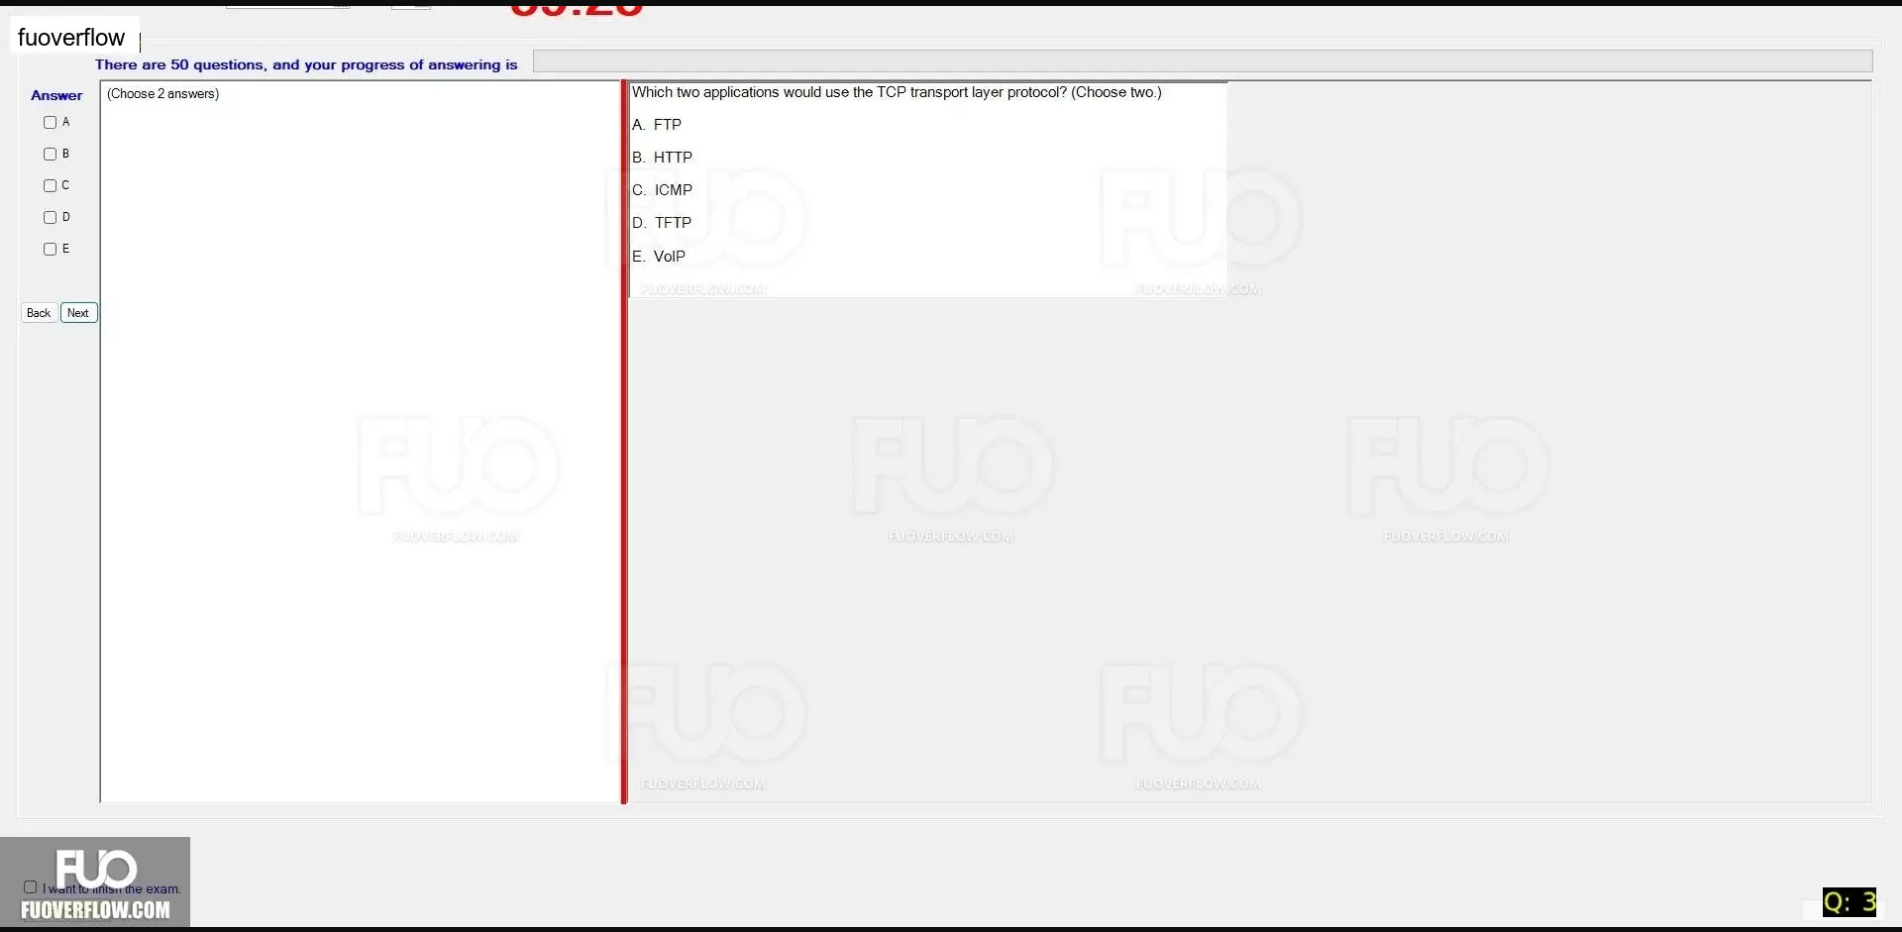 fuoverflow
There are 50 questions, and your progress of answering is
Answer
A
B
C
D
E
Back Next
(Choose 2 answers)
Which two applications would use the TCP transport layer protocol? (Choose two.)
A. FTP
B. HTTP
C. ICMP
D. TFTP
E. VoIP
FUO
FUOVERFLOW.COM
FUO
FUOVERFLOW.COM
FUO
FUOVERFLOW.COM
FUO
FUOVERFLOW.COM
FUO
FUOVERFLOW.COM
FUO
FUOVERFLOW.COM
FUO
FUOVERFLOW.COM
FUO
I want to finish the exam.
FUOVERFLOW.COM
Q: 3